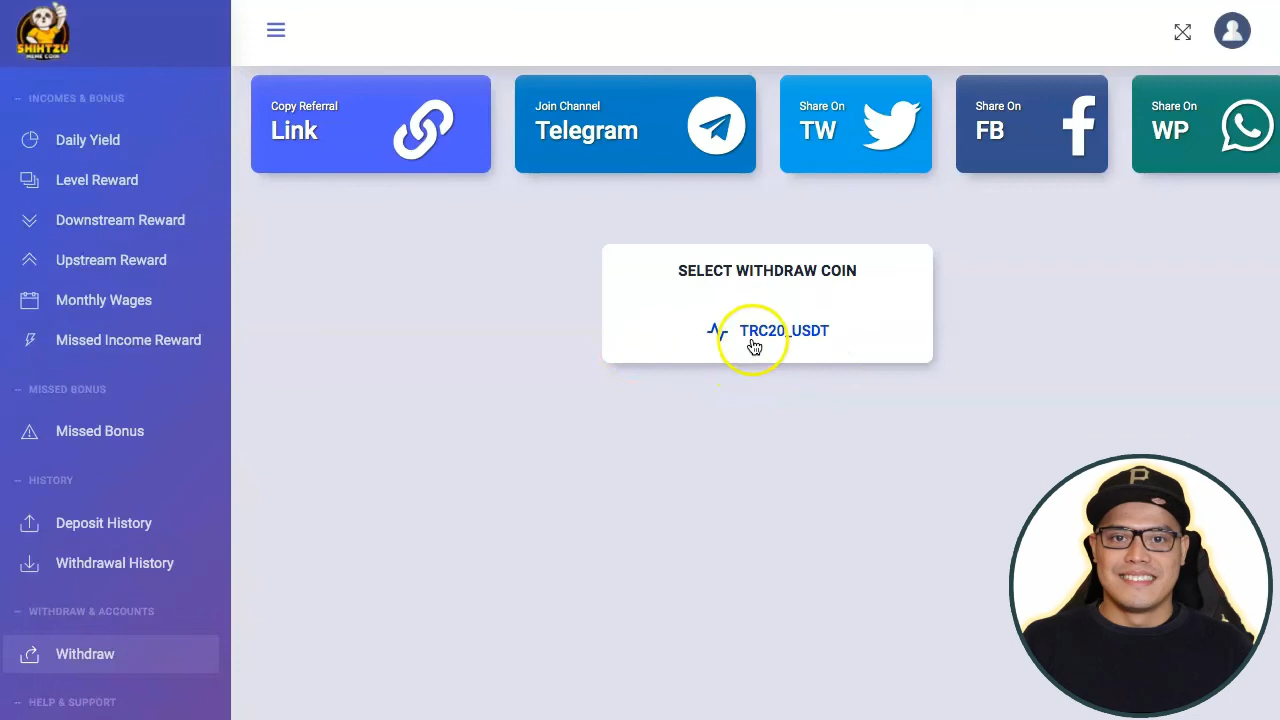 SHIHTZU
MEME COIN
INCOMES & BONUS
Daily Yield
Level Reward
Downstream Reward
Upstream Reward
Monthly Wages
Missed Income Reward
MISSED BONUS
Missed Bonus
HISTORY
Deposit History
Withdrawal History
WITHDRAW & ACCOUNTS
Withdraw
HELP & SUPPORT
Copy Referral
Link
Join Channel
Telegram
Share On
TW
Share On
FB
Share On
WP
SELECT WITHDRAW COIN
TRC20_USDT
P